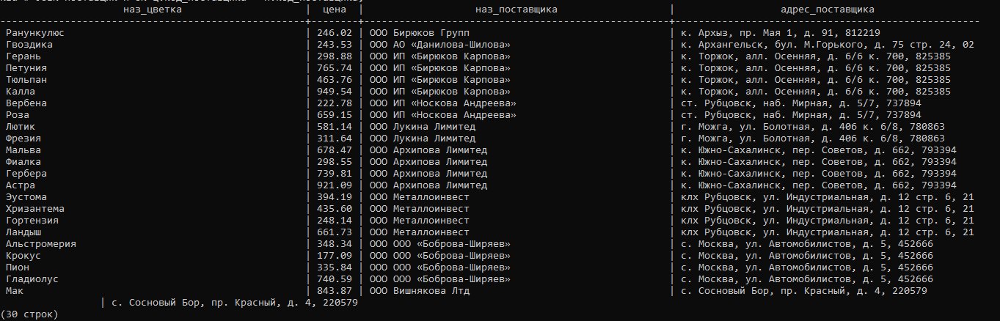 наз_цветка | цена | наз_поставщика | адрес_поставщика
Ранункулюс | 246.02 | ООО Бирюков Групп | к. Архыз, пр. Мая 1, д. 91, 812219
Гвоздика | 243.53 | ООО АО «Данилова-Шилова» | к. Архангельск, бул. М.Горького, д. 75 стр. 24, 02
Герань | 298.88 | ООО ИП «Бирюков Карпова» | к. Торжок, алл. Осенняя, д. 6/6 к. 700, 825385
Петуния | 765.74 | ООО ИП «Бирюков Карпова» | к. Торжок, алл. Осенняя, д. 6/6 к. 700, 825385
Тюльпан | 463.76 | ООО ИП «Бирюков Карпова» | к. Торжок, алл. Осенняя, д. 6/6 к. 700, 825385
Калла | 949.54 | ООО ИП «Бирюков Карпова» | к. Торжок, алл. Осенняя, д. 6/6 к. 700, 825385
Вербена | 222.78 | ООО ИП «Носкова Андреева» | ст. Рубцовск, наб. Мирная, д. 5/7, 737894
Роза | 659.15 | ООО ИП «Носкова Андреева» | ст. Рубцовск, наб. Мирная, д. 5/7, 737894
Лютик | 581.14 | ООО Лукина Лимитед | г. Можга, ул. Болотная, д. 406 к. 6/8, 780863
Фрезия | 311.64 | ООО Лукина Лимитед | г. Можга, ул. Болотная, д. 406 к. 6/8, 780863
Мальва | 678.47 | ООО Архипова Лимитед | к. Южно-Сахалинск, пер. Советов, д. 662, 793394
Фиалка | 298.55 | ООО Архипова Лимитед | к. Южно-Сахалинск, пер. Советов, д. 662, 793394
Гербера | 739.81 | ООО Архипова Лимитед | к. Южно-Сахалинск, пер. Советов, д. 662, 793394
Астра | 921.09 | ООО Архипова Лимитед | к. Южно-Сахалинск, пер. Советов, д. 662, 793394
Эустома | 394.19 | ООО Металлоинвест | клх Рубцовск, ул. Индустриальная, д. 12 стр. 6, 21
Хризантема | 435.60 | ООО Металлоинвест | клх Рубцовск, ул. Индустриальная, д. 12 стр. 6, 21
Гортензия | 248.14 | ООО Металлоинвест | клх Рубцовск, ул. Индустриальная, д. 12 стр. 6, 21
Ландыш | 661.73 | ООО Металлоинвест | клх Рубцовск, ул. Индустриальная, д. 12 стр. 6, 21
Альстромерия | 348.34 | ООО ООО «Боброва-Ширяев» | с. Москва, ул. Автомобилистов, д. 5, 452666
Крокус | 177.09 | ООО ООО «Боброва-Ширяев» | с. Москва, ул. Автомобилистов, д. 5, 452666
Пион | 335.84 | ООО ООО «Боброва-Ширяев» | с. Москва, ул. Автомобилистов, д. 5, 452666
Гладиолус | 740.59 | ООО ООО «Боброва-Ширяев» | с. Москва, ул. Автомобилистов, д. 5, 452666
Мак | 843.87 | ООО Вишнякова Лтд | с. Сосновый Бор, пр. Красный, д. 4, 220579
| с. Сосновый Бор, пр. Красный, д. 4, 220579
(30 строк)